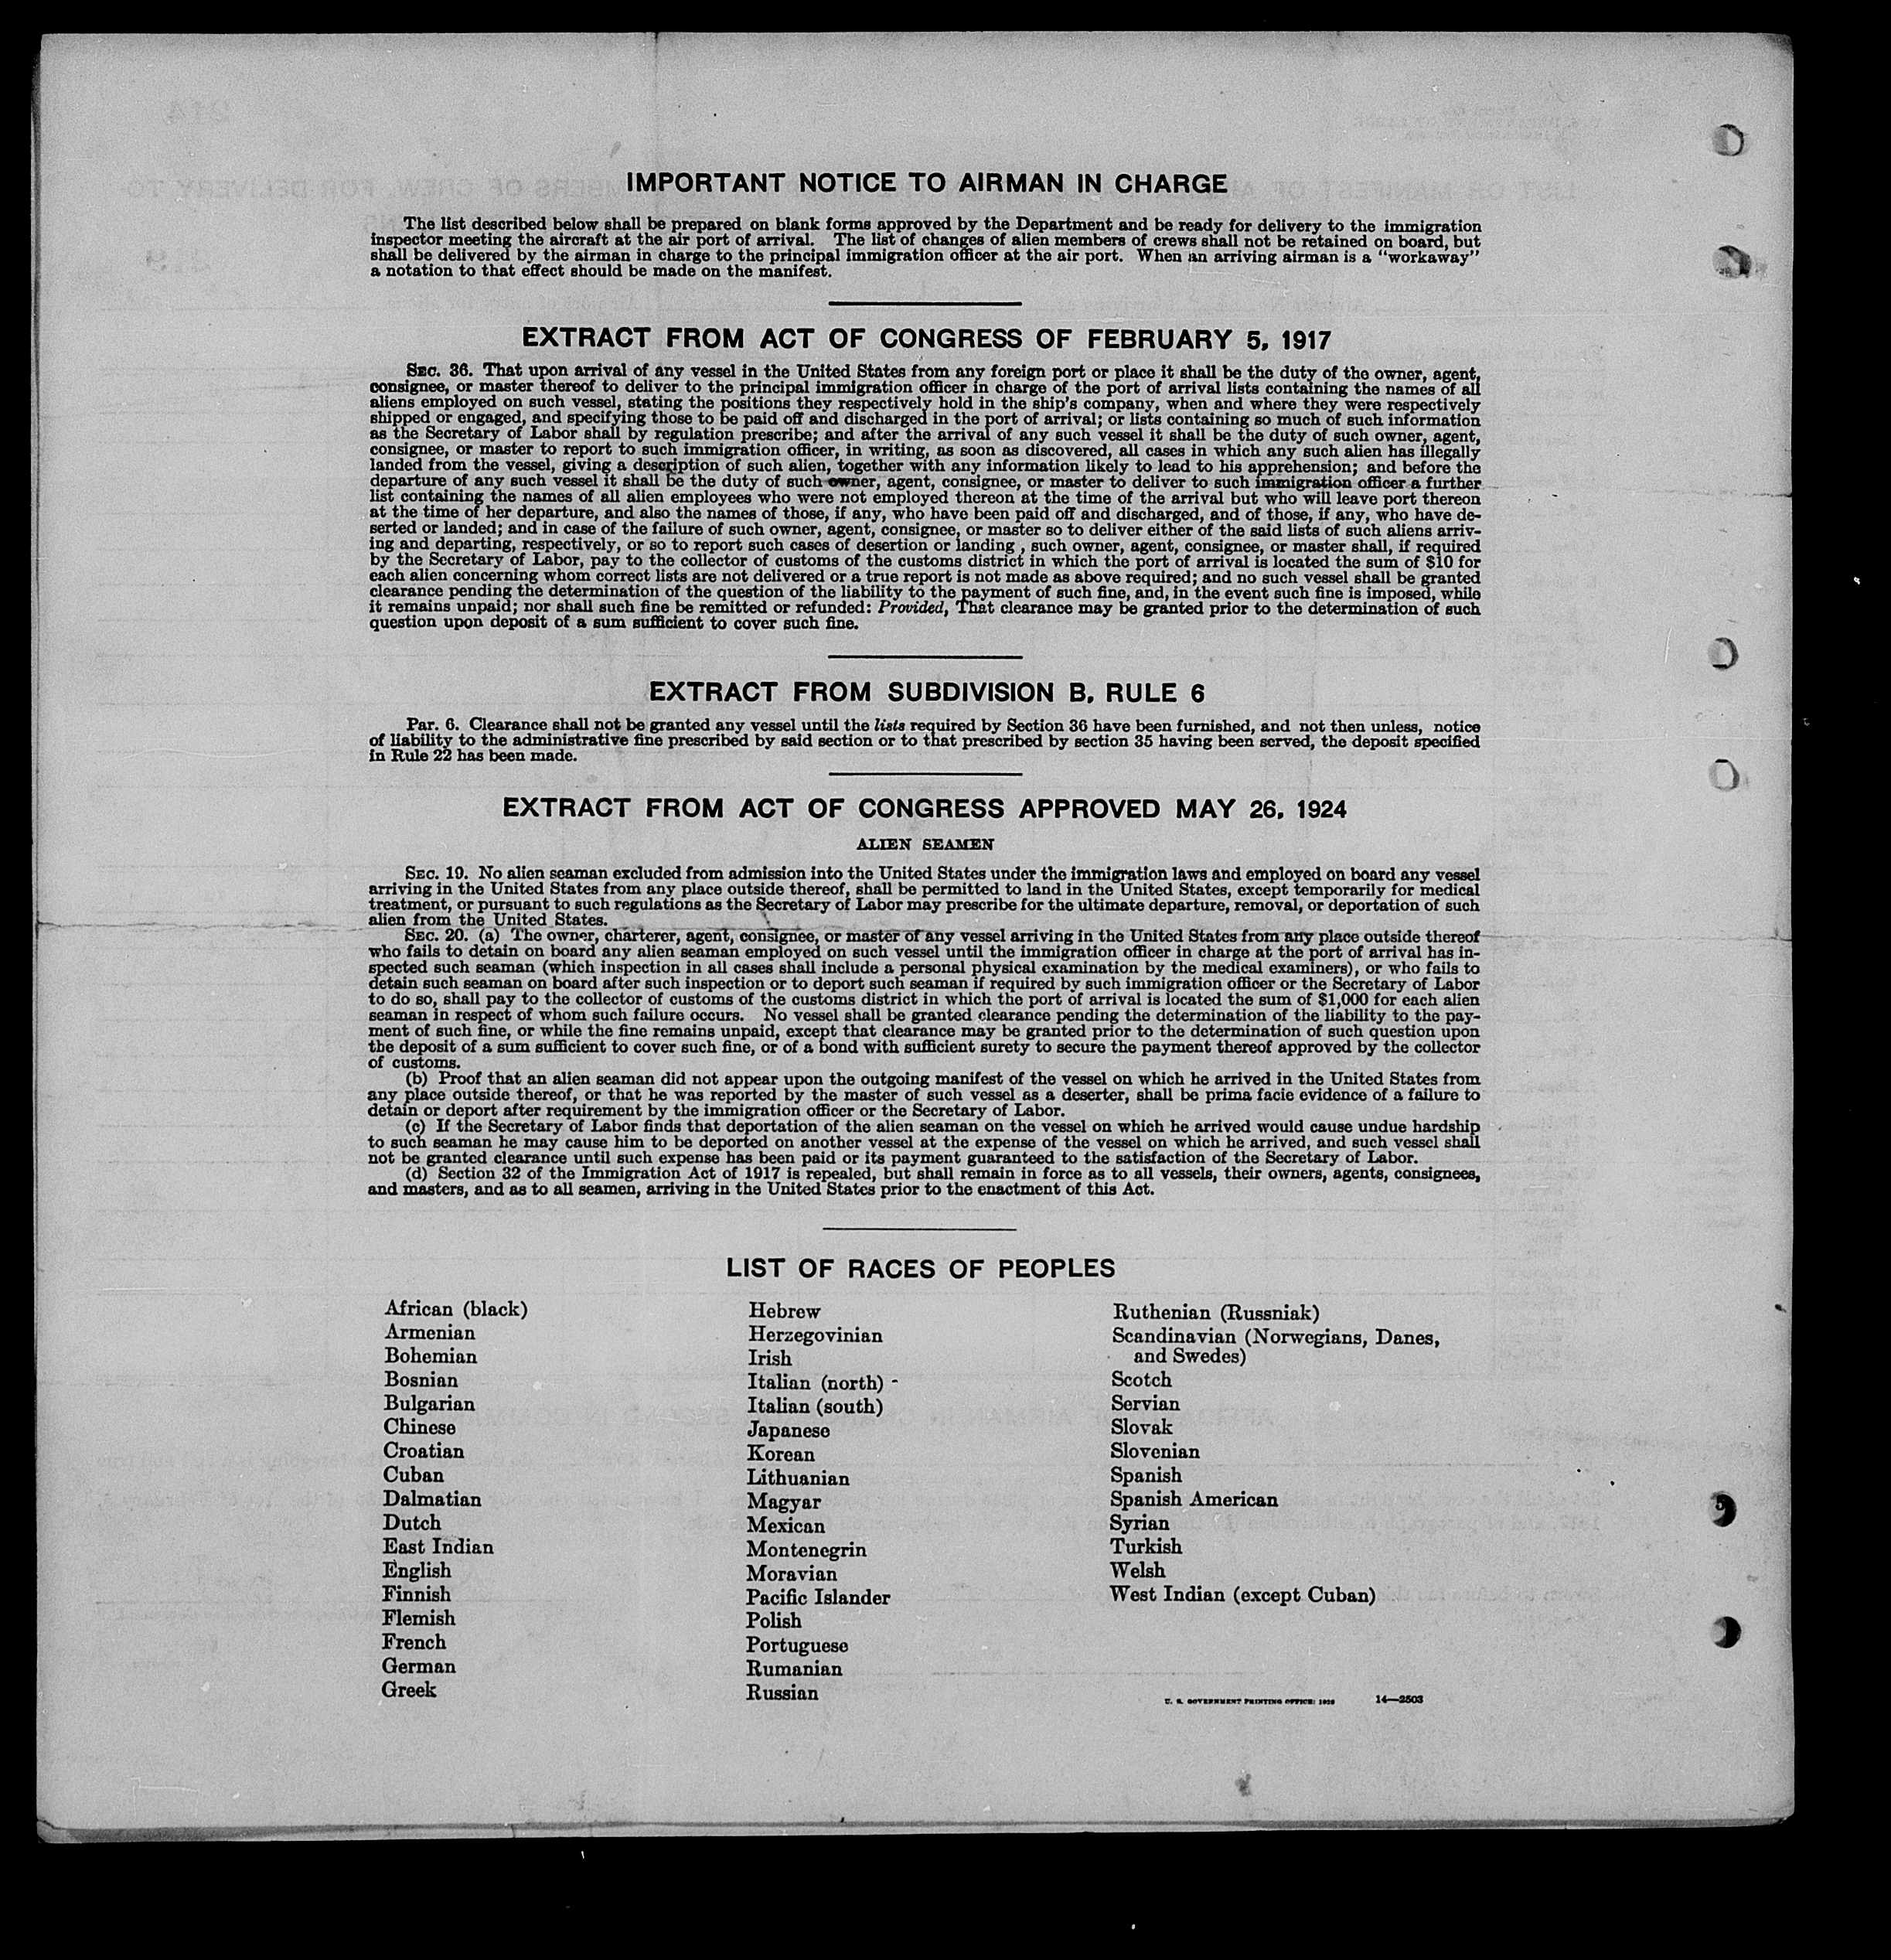 IMPORTANT NOTICE TO AIRMAN IN CHARGE
The list described below shall be prepared on blank forms approved by the Department and be ready for delivery to the immigration
inspector meeting the aircraft at the air port of arrival. The list of changes of alien members of crews shall not be retained on board, but
shall be delivered by the airman in charge to the principal immigration officer at the air port. When an arriving airman is a "workaway"
a notation to that effect should be made on the manifest.
EXTRACT FROM ACT OF CONGRESS OF FEBRUARY 5, 1917
SEC. 36. That upon arrival of any vessel in the United States from any foreign port or place it shall be the duty of the owner, agent,
consignee, or master thereof to deliver to the principal immigration officer in charge of the port of arrival lists containing the names of all
aliens employed on such vessel, stating the positions they respectively hold in the ship's company, when and where they were respectively
shipped or engaged, and specifying those to be paid off and discharged in the port of arrival; or lists containing so much of such information
as the Secretary of Labor shall by regulation prescribe; and after the arrival of any such vessel it shall be the duty of such owner, agent,
consignee, or master to report to such immigration officer, in writing, as soon as discovered, all cases in which any such alien has illegally
landed from the vessel, giving a description of such alien, together with any information likely to lead to his apprehension; and before the
departure of any such vessel it shall be the duty of such owner, agent, consignee, or master to deliver to such immigration officer a further
list containing the names of all alien employees who were not employed thereon at the time of the arrival but who will leave port thereon
at the time of her departure, and also the names of those, if any, who have been paid off and discharged, and of those, if any, who have de-
serted or landed; and in case of the failure of such owner, agent, consignee, or master so to deliver either of the said lists of such aliens arriv-
ing and departing, respectively, or so to report such cases of desertion or landing , such owner, agent, consignee, or master shall, if required
by the Secretary of Labor, pay to the collector of customs of the customs district in which the port of arrival is located the sum of $10 for
each alien concerning whom correct lists are not delivered or a true report is not made as above required; and no such vessel shall be granted
clearance pending the determination of the question of the liability to the payment of such fine, and, in the event such fine is imposed, while
it remains unpaid; nor shall such fine be remitted or refunded: Provided, That clearance may be granted prior to the determination of such
question upon deposit of a sum sufficient to cover such fine.
EXTRACT FROM SUBDIVISION B, RULE 6
Par. 6. Clearance shall not be granted any vessel until the lists required by Section 36 have been furnished, and not then unless, notice
of liability to the administrative fine prescribed by said section or to that prescribed by section 35 having been served, the deposit specified
in Rule 22 has been made.
EXTRACT FROM ACT OF CONGRESS APPROVED MAY 26, 1924
ALIEN SEAMEN
SEC. 19. No alien seaman excluded from admission into the United States under the immigration laws and employed on board any vessel
arriving in the United States from any place outside thereof, shall be permitted to land in the United States, except temporarily for medical
treatment, or pursuant to such regulations as the Secretary of Labor may prescribe for the ultimate departure, removal, or deportation of such
alien from the United States.
SEC. 20. (a) The owner, charterer, agent, consignee, or master of any vessel arriving in the United States from any place outside thereof
who fails to detain on board any alien seaman employed on such vessel until the immigration officer in charge at the port of arrival has in-
spected such seaman (which inspection in all cases shall include a personal physical examination by the medical examiners), or who fails to
detain such seaman on board after such inspection or to deport such seaman if required by such immigration officer or the Secretary of Labor
to do so, shall pay to the collector of customs of the customs district in which the port of arrival is located the sum of $1,000 for each alien
seaman in respect of whom such failure occurs. No vessel shall be granted clearance pending the determination of the liability to the pay-
ment of such fine, or while the fine remains unpaid, except that clearance may be granted prior to the determination of such question upon
the deposit of a sum sufficient to cover such fine, or of a bond with sufficient surety to secure the payment thereof approved by the collector
of customs.
(b) Proof that an alien seaman did not appear upon the outgoing manifest of the vessel on which he arrived in the United States from
any place outside thereof, or that he was reported by the master of such vessel as a deserter, shall be prima facie evidence of a failure to
detain or deport after requirement by the immigration officer or the Secretary of Labor.
(c) If the Secretary of Labor finds that deportation of the alien seaman on the vessel on which he arrived would cause undue hardship
to such seaman he may cause him to be deported on another vessel at the expense of the vessel on which he arrived, and such vessel shall
not be granted clearance until such expense has been paid or its payment guaranteed to the satisfaction of the Secretary of Labor.
(d) Section 32 of the Immigration Act of 1917 is repealed, but shall remain in force as to all vessels, their owners, agents, consignees,
and masters, and as to all seamen, arriving in the United States prior to the enactment of this Act.
LIST OF RACES OF PEOPLES
African (black)
Armenian
Bohemian
Bosnian
Bulgarian
Chinese
Croatian
Cuban
Dalmatian
Dutch
East Indian
English
Finnish
Flemish
French
German
Greek
Hebrew
Herzegovinian
Irish
Italian (north)
Italian (south)
Japanese
Korean
Lithuanian
Magyar
Mexican
Montenegrin
Moravian
Pacific Islander
Polish
Portuguese
Rumanian
Russian
Ruthenian (Russniak)
Scandinavian (Norwegians, Danes,
and Swedes)
Scotch
Servian
Slovak
Slovenian
Spanish
Spanish American
Syrian
Turkish
Welsh
West Indian (except Cuban)
U. S. GOVERNMENT PRINTING OFFICE: 14—2503